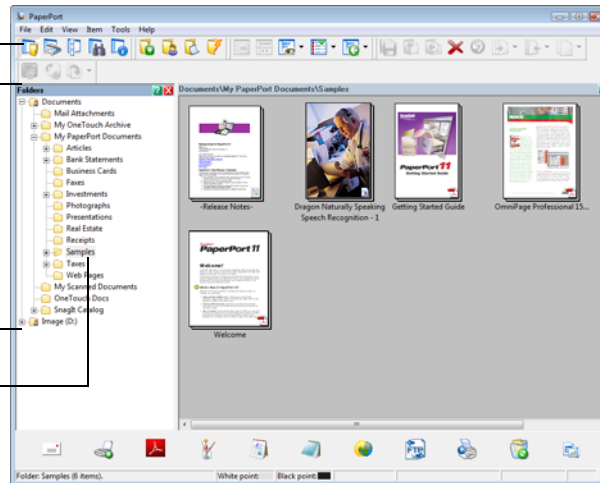 PaperPort
File Edit View Item Tools Help
Folders
Documents\My PaperPort Documents\Samples
Documents
Mail Attachments
My OneTouch Archive
My PaperPort Documents
Articles
Bank Statements
Business Cards
Faxes
Investments
Photographs
Presentations
Real Estate
Receipts
Samples
Taxes
Web Pages
My Scanned Documents
OneTouch Docs
SnagIt Catalog
Image (D:)
-Release Notes-
Dragon Naturally Speaking
Speech Recognition - 1
PaperPort 11
Getting Started Guide
Getting Started Guide
OmniPage Professional 15...
PaperPort 11
Welcome!
Welcome
FTP
Folder: Samples (6 items).
White point:
Black point: